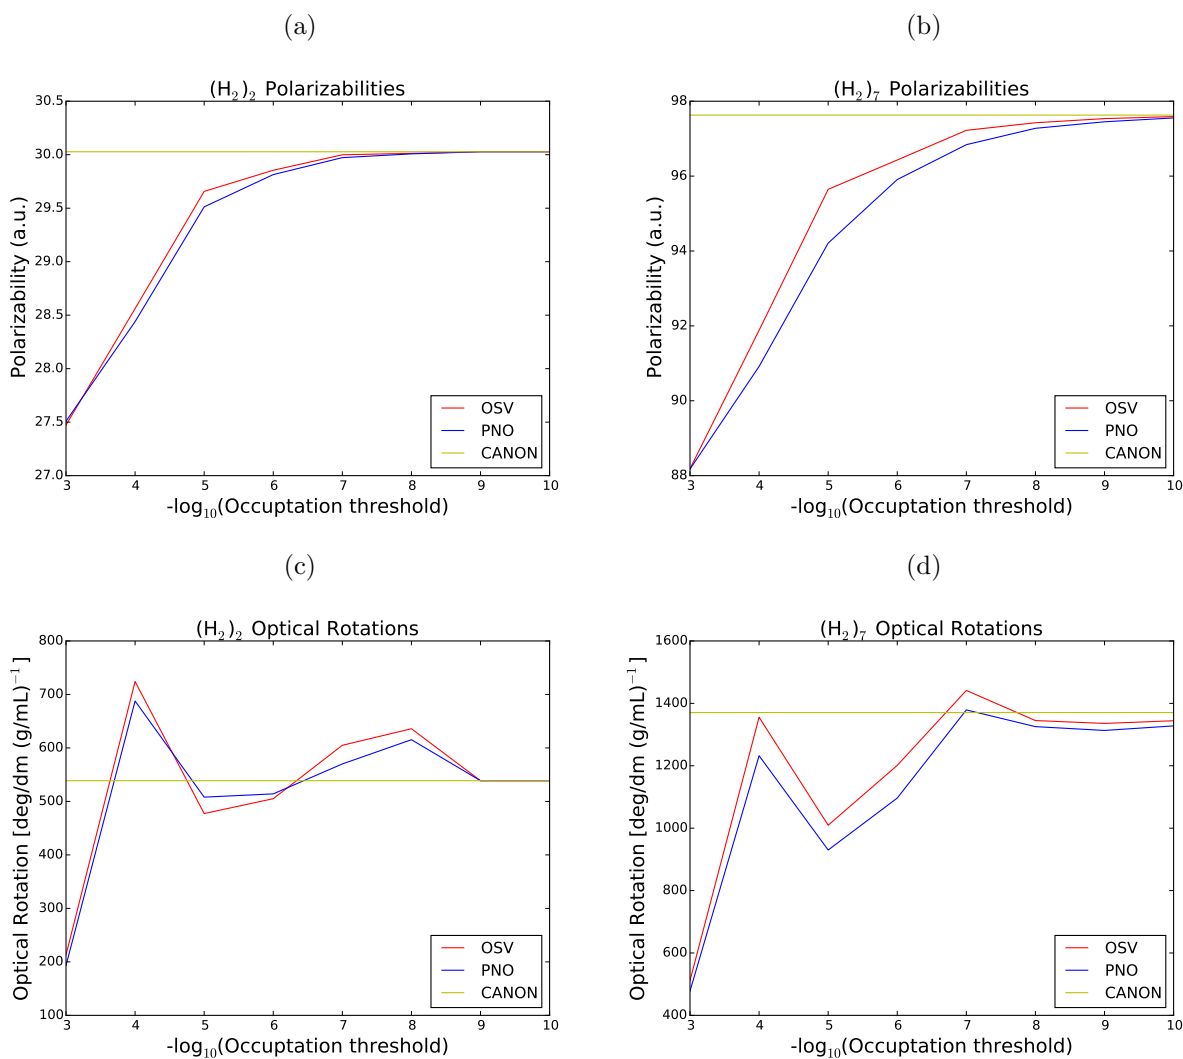 (a)
(H₂)₂ Polarizabilities
30.5
30.0
29.5
29.0
28.5
28.0
27.5
27.0
Polarizability (a.u.)
OSV
PNO
CANON
3 4 5 6 7 8 9 10
-log₁₀(Occuptation threshold)
(b)
(H₂)₇ Polarizabilities
98
96
94
92
90
88
Polarizability (a.u.)
OSV
PNO
CANON
3 4 5 6 7 8 9 10
-log₁₀(Occuptation threshold)
(c)
(H₂)₂ Optical Rotations
800
700
600
500
400
300
200
100
Optical Rotation [deg/dm (g/mL)⁻¹]
OSV
PNO
CANON
3 4 5 6 7 8 9 10
-log₁₀(Occuptation threshold)
(d)
(H₂)₇ Optical Rotations
1600
1400
1200
1000
800
600
400
Optical Rotation [deg/dm (g/mL)⁻¹]
OSV
PNO
CANON
3 4 5 6 7 8 9 10
-log₁₀(Occuptation threshold)